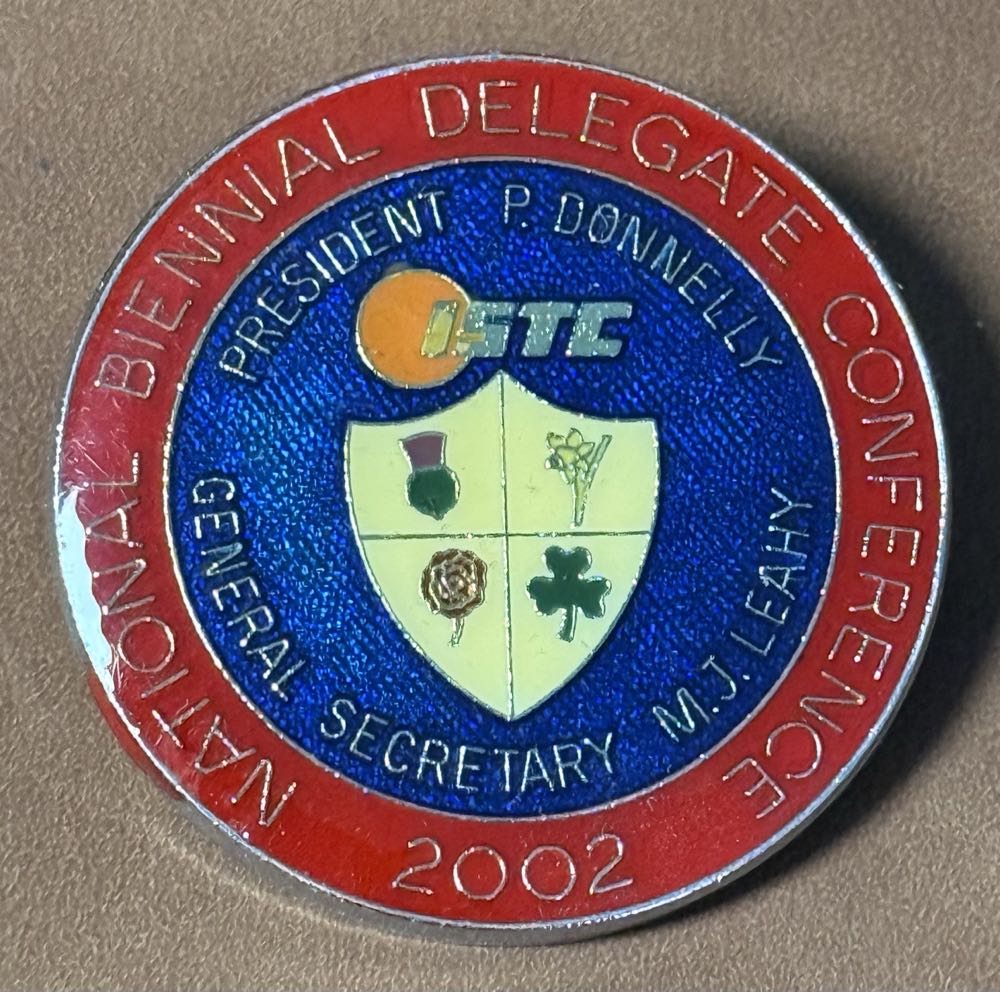 NATIONAL BIENNIAL DELEGATE CONFERENCE
2002
PRESIDENT P. DONNELLY
ISTC
GENERAL SECRETARY M.J. LEAHY